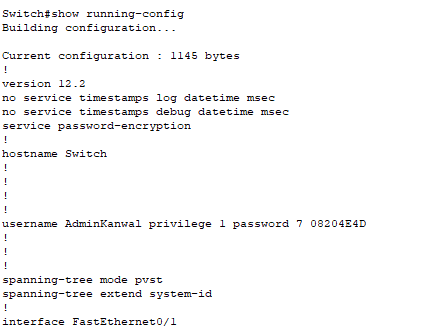 Switch#show running-config
Building configuration...
Current configuration : 1145 bytes
!
version 12.2
no service timestamps log datetime msec
no service timestamps debug datetime msec
service password-encryption
!
hostname Switch
!
!
!
!
username AdminKanwal privilege 1 password 7 08204E4D
!
!
!
spanning-tree mode pvst
spanning-tree extend system-id
!
interface FastEthernet0/1